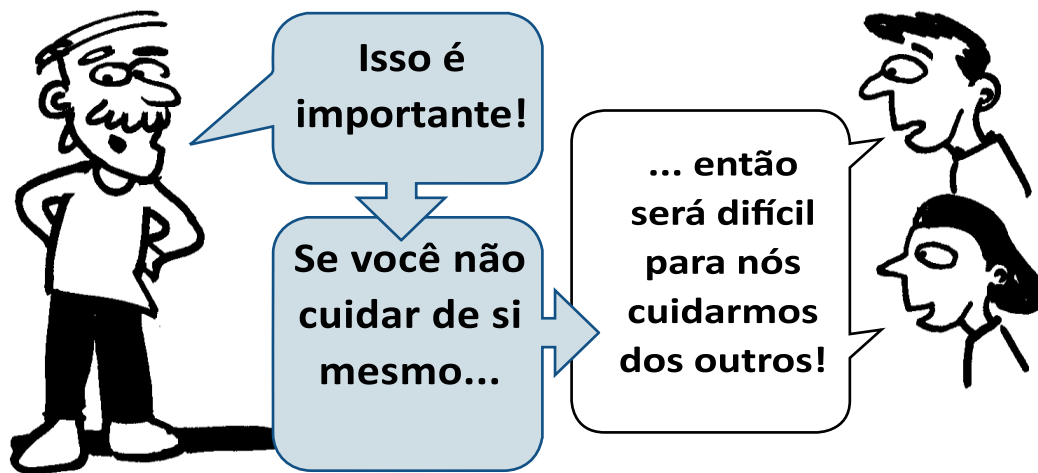 Isso é
importante!
Se você não
cuidar de si
mesmo...
... então
será difícil
para nós
cuidarmos
dos outros!